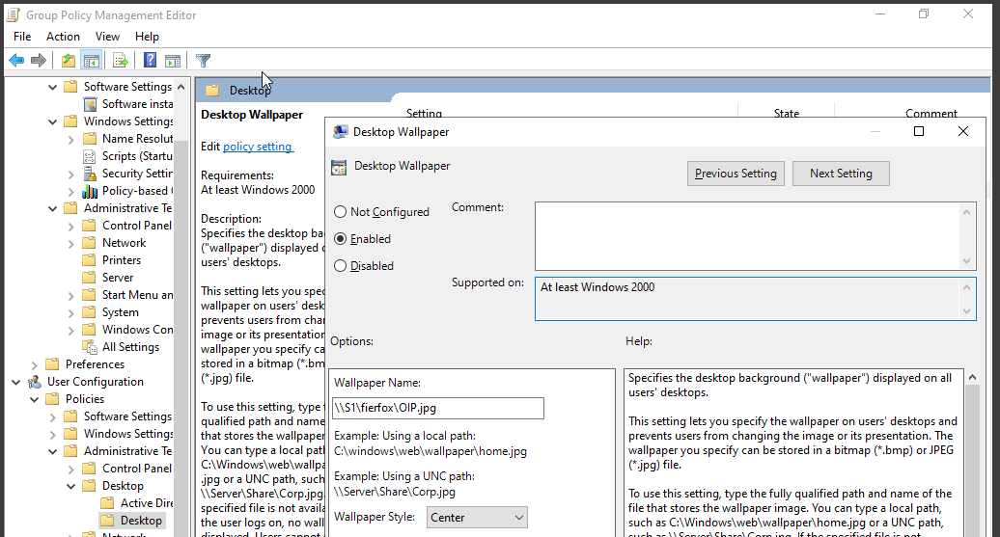 Group Policy Management Editor
File Action View Help
Software Settings
Software insta
Windows Settings
Name Resolut
Scripts (Startu
Security Settin
Policy-based
Administrative Te
Control Panel
Network
Printers
Server
Start Menu an
System
Windows Con
All Settings
Preferences
User Configuration
Policies
Software Settings
Windows Settings
Administrative Te
Control Panel
Desktop
Active Dire
Desktop
Desktop
Desktop Wallpaper
Edit policy setting
Requirements:
At least Windows 2000
Description:
Specifies the desktop backg
("wallpaper") displayed o
users' desktops.
This setting lets you spec
wallpaper on users' desk
prevents users from chan
image or its presentation.
wallpaper you specify ca
stored in a bitmap (*.bm
(*.jpg) file.
To use this setting, type t
qualified path and name
that stores the wallpaper
You can type a local path
C:\Windows\web\wallpa
.jpg or a UNC path, such
\\Server\Share\Corp.jpg.
specified file is not availa
the user logs on, no wall
displayed. Users cannot
Setting State Comment
Desktop Wallpaper
Desktop Wallpaper
Previous Setting Next Setting
Not Configured
Enabled
Disabled
Comment:
Supported on:
At least Windows 2000
Options:
Help:
Wallpaper Name:
\\S1\fierfox\OIP.jpg
Example: Using a local path:
C:\windows\web\wallpaper\home.jpg
Example: Using a UNC path:
\\Server\Share\Corp.jpg
Wallpaper Style: Center
Specifies the desktop background ("wallpaper") displayed on all
users' desktops.
This setting lets you specify the wallpaper on users' desktops and
prevents users from changing the image or its presentation. The
wallpaper you specify can be stored in a bitmap (*.bmp) or JPEG
(*.jpg) file.
To use this setting, type the fully qualified path and name of the
file that stores the wallpaper image. You can type a local path,
such as C:\Windows\web\wallpaper\home.jpg or a UNC path,
such as \\Server\Share\Corp.jpg. If the specified file is not